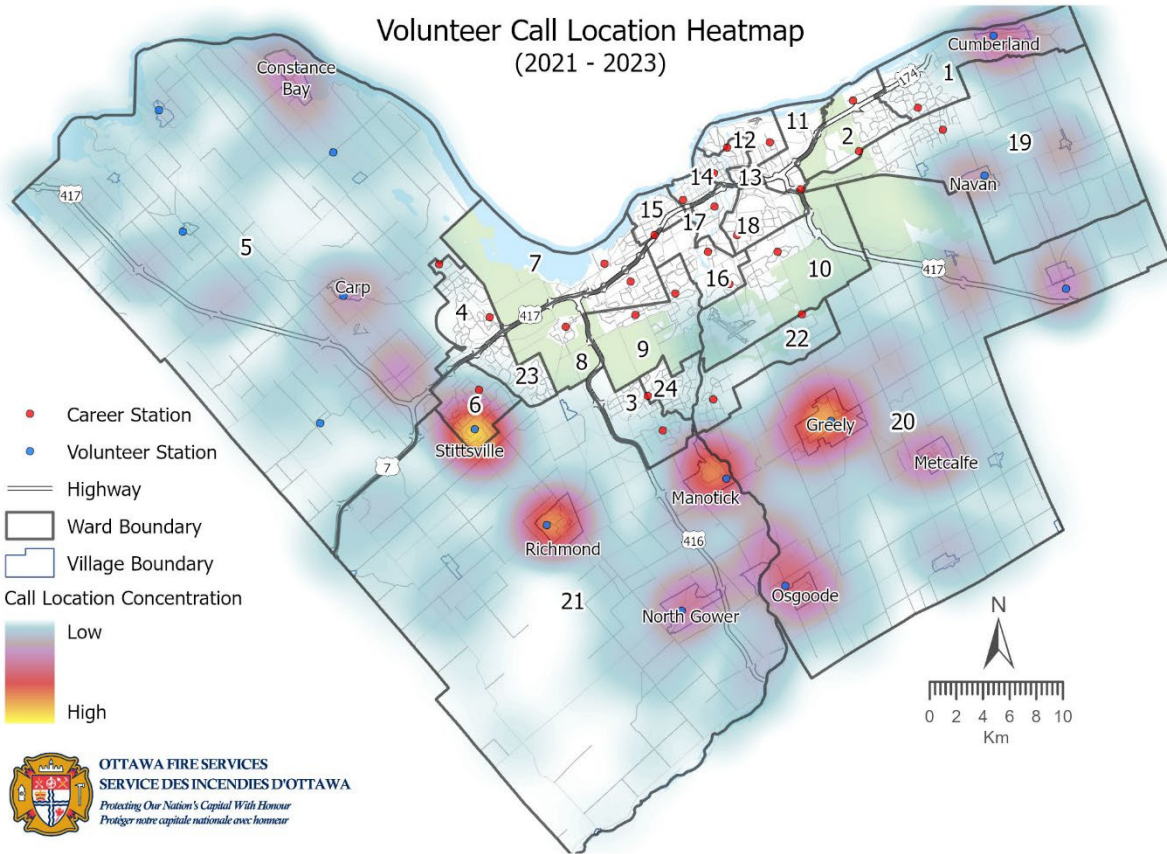 Volunteer Call Location Heatmap
(2021 - 2023)
Cumberland
Constance
Bay
174
1
11
2
12
19
14
13
Navan
417
15
17
18
5
7
16
10
417
Carp
4
417
22
9
8
23
24
3
6
Greely
20
Stittsville
Metcalfe
7
Manotick
Richmond
416
Osgoode
21
North Gower
Career Station
Volunteer Station
Highway
Ward Boundary
Village Boundary
Call Location Concentration
Low
High
N
0 2 4 6 8 10
Km
OTTAWA FIRE SERVICES
SERVICE DES INCENDIES D'OTTAWA
Protecting Our Nation's Capital With Honour
Protéger notre capitale nationale avec honneur